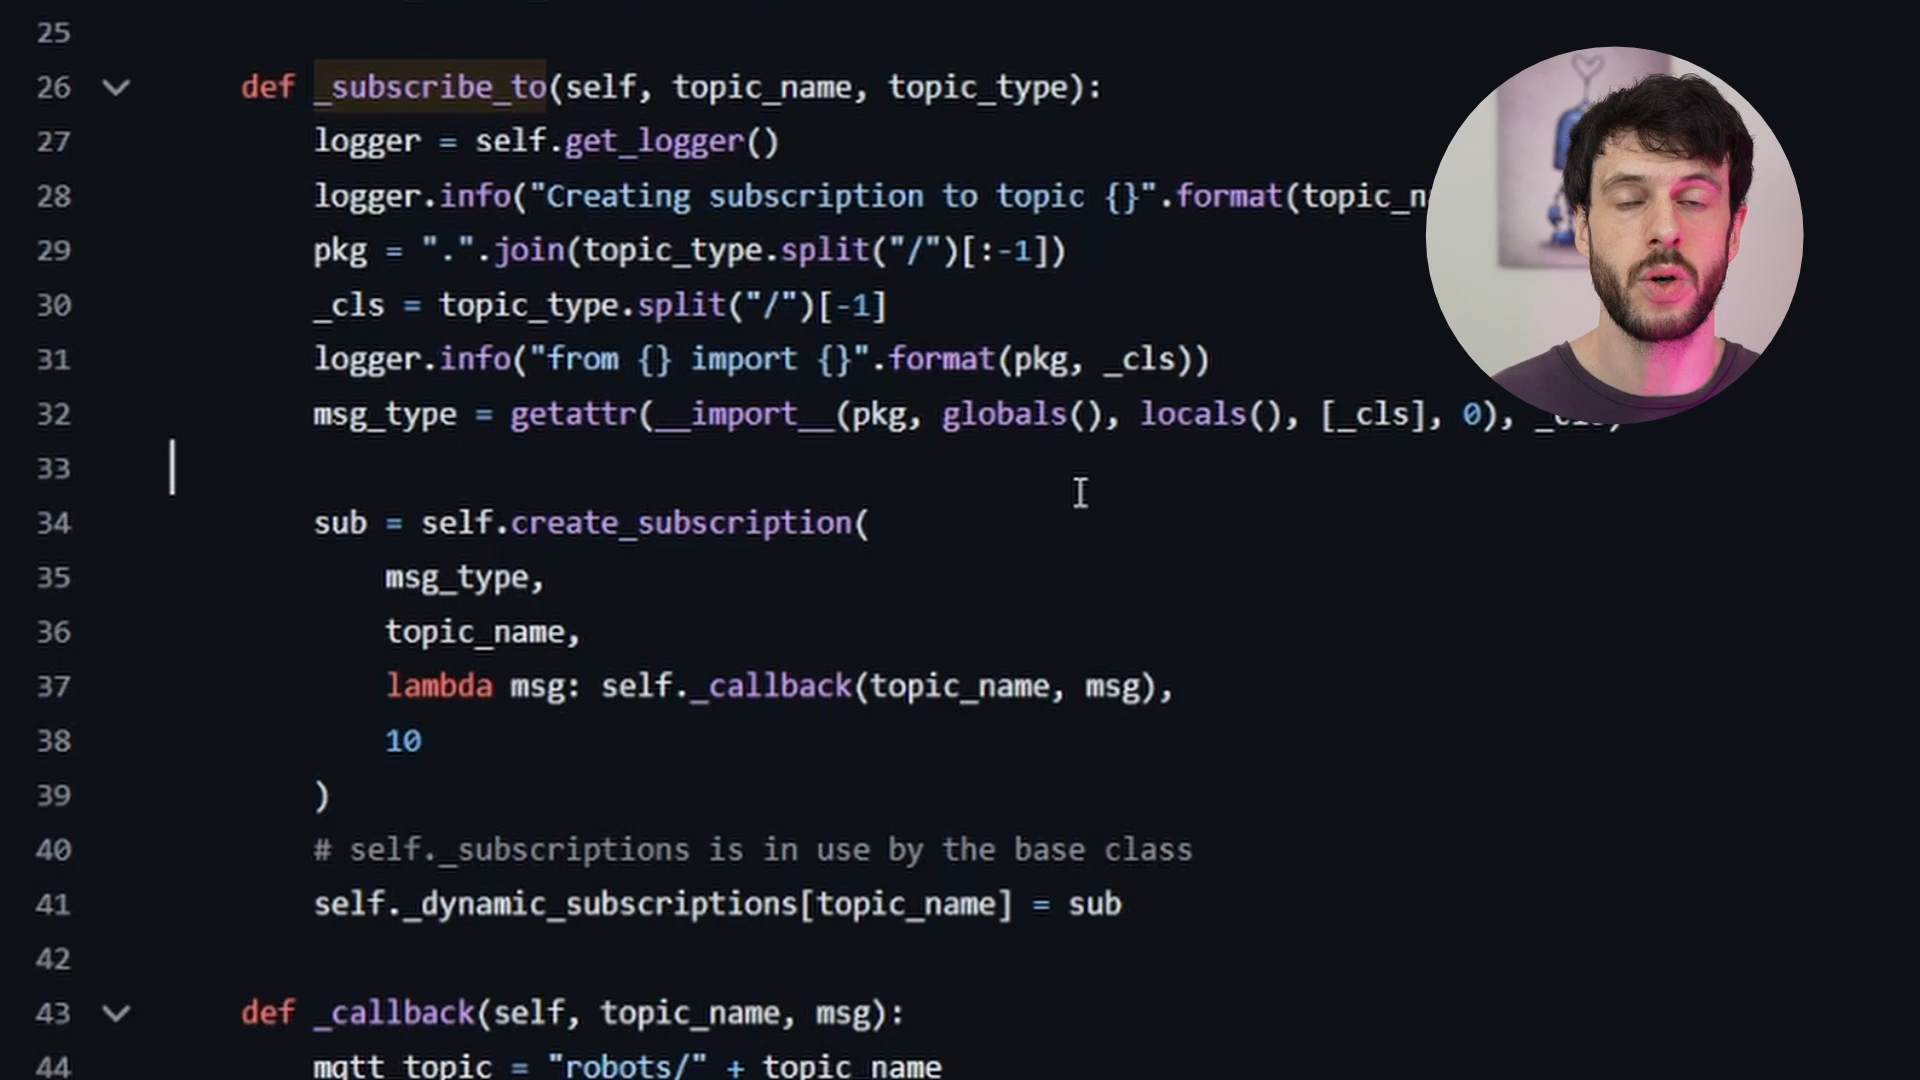 25
26 def _subscribe_to(self, topic_name, topic_type):
27 logger = self.get_logger()
28 logger.info("Creating subscription to topic {}".format(topic_n
29 pkg = ".".join(topic_type.split("/")[:-1])
30 _cls = topic_type.split("/")[-1]
31 logger.info("from {} import {}".format(pkg, _cls))
32 msg_type = getattr(__import__(pkg, globals(), locals(), [_cls], 0), _cls)
33
34 sub = self.create_subscription(
35 msg_type,
36 topic_name,
37 lambda msg: self._callback(topic_name, msg),
38 10
39 )
40 # self._subscriptions is in use by the base class
41 self._dynamic_subscriptions[topic_name] = sub
42
43 def _callback(self, topic_name, msg):
44 mqtt_topic = "robots/" + topic_name